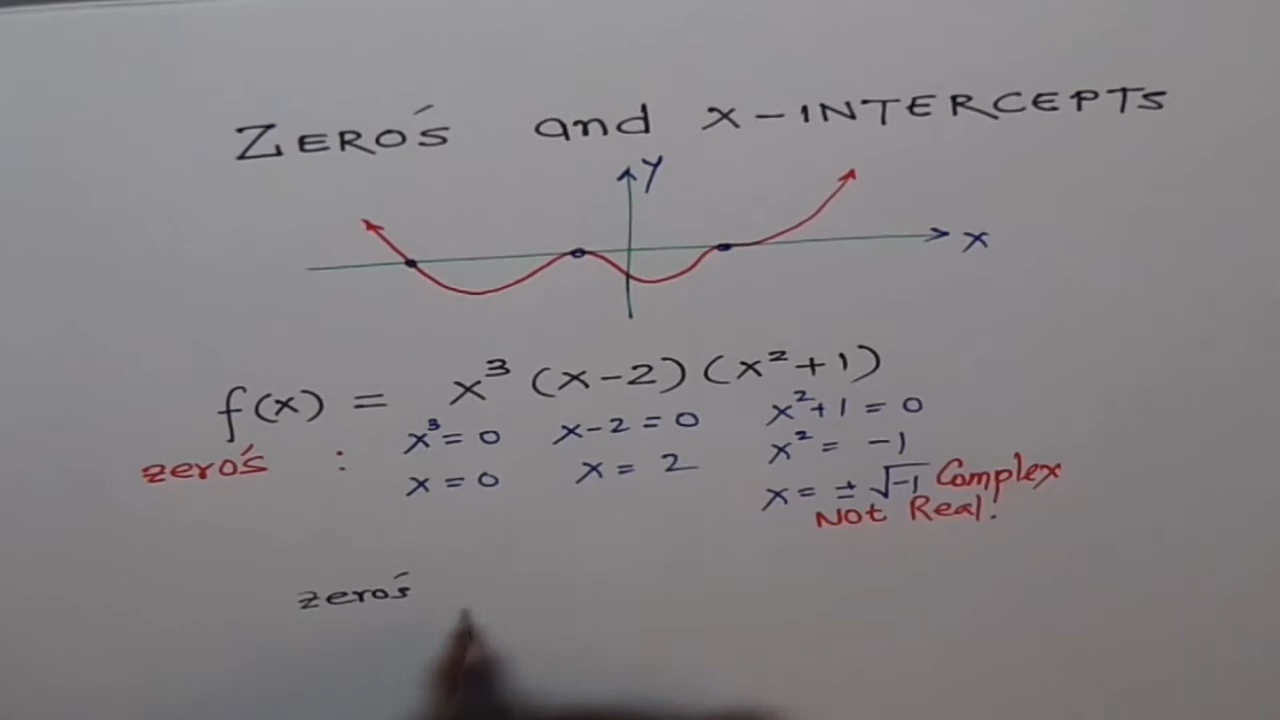 ZERO'S and X-INTERCEPTS
Y
X
f(x) = x³ (x-2) (x²+1)
zero's : x³ = 0 x-2 = 0 x²+1 = 0
x = 0 x = 2 x² = -1
x = ± √-1 Complex
Not Real!
zero's